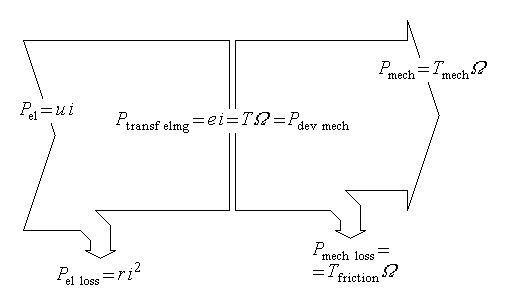 P_mech = T_mech Ω
P_el = u i
P_transf elmg = e i = T Ω = P_dev mech
P_mech loss =
= T_friction Ω
P_el loss = r i²